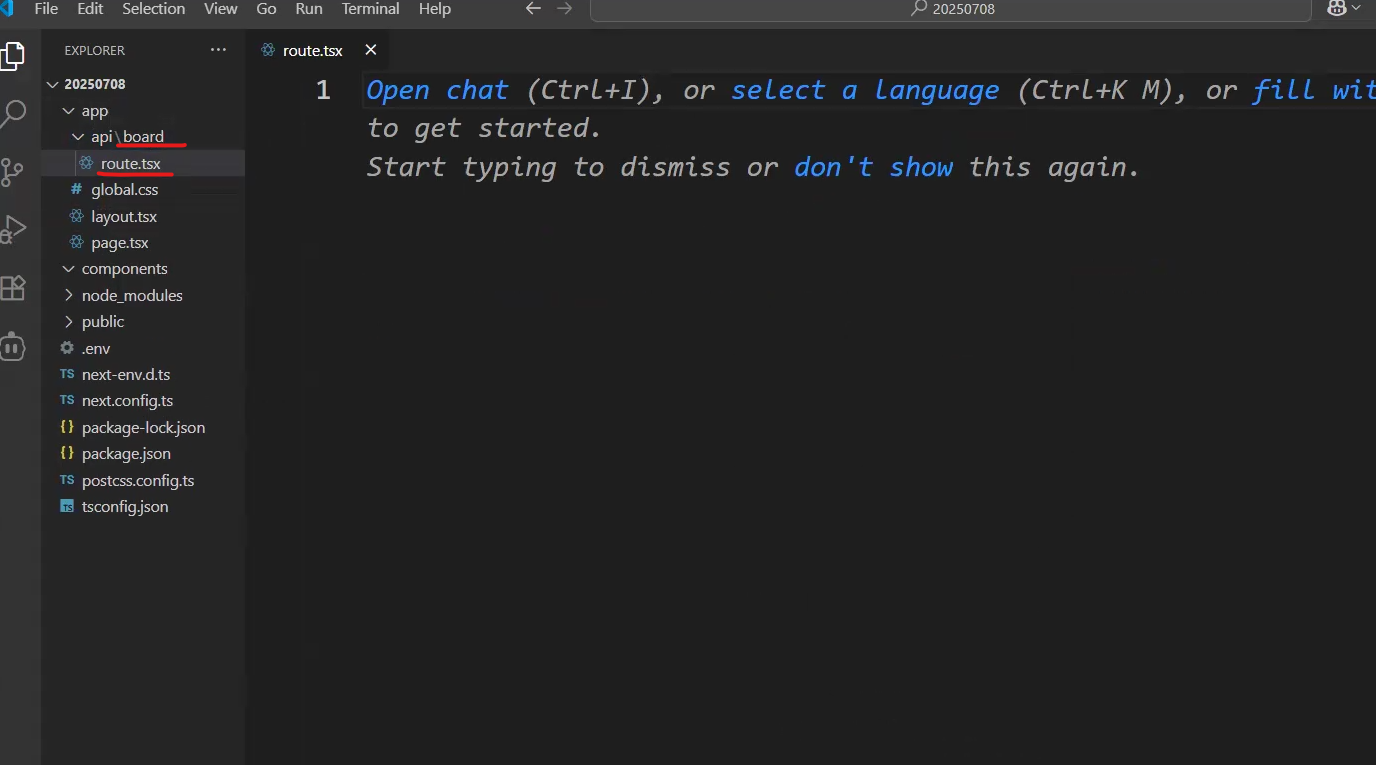 File Edit Selection View Go Run Terminal Help
20250708
EXPLORER ···
route.tsx
20250708
app
api\board
route.tsx
# global.css
layout.tsx
page.tsx
components
node_modules
public
.env
TS next-env.d.ts
TS next.config.ts
{} package-lock.json
{} package.json
TS postcss.config.ts
TS tsconfig.json
1 Open chat (Ctrl+I), or select a language (Ctrl+K M), or fill wit
to get started.
Start typing to dismiss or don't show this again.